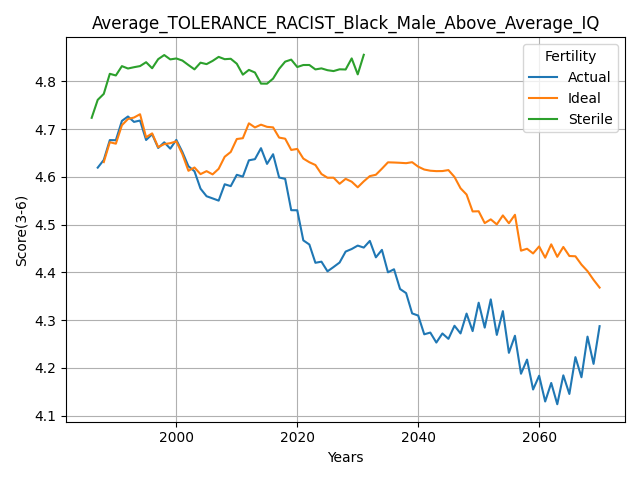 Average_TOLERANCE_RACIST_Black_Male_Above_Average_IQ
Fertility
Actual
Ideal
Sterile
Score(3-6)
4.8
4.7
4.6
4.5
4.4
4.3
4.2
4.1
2000
2020
2040
2060
Years